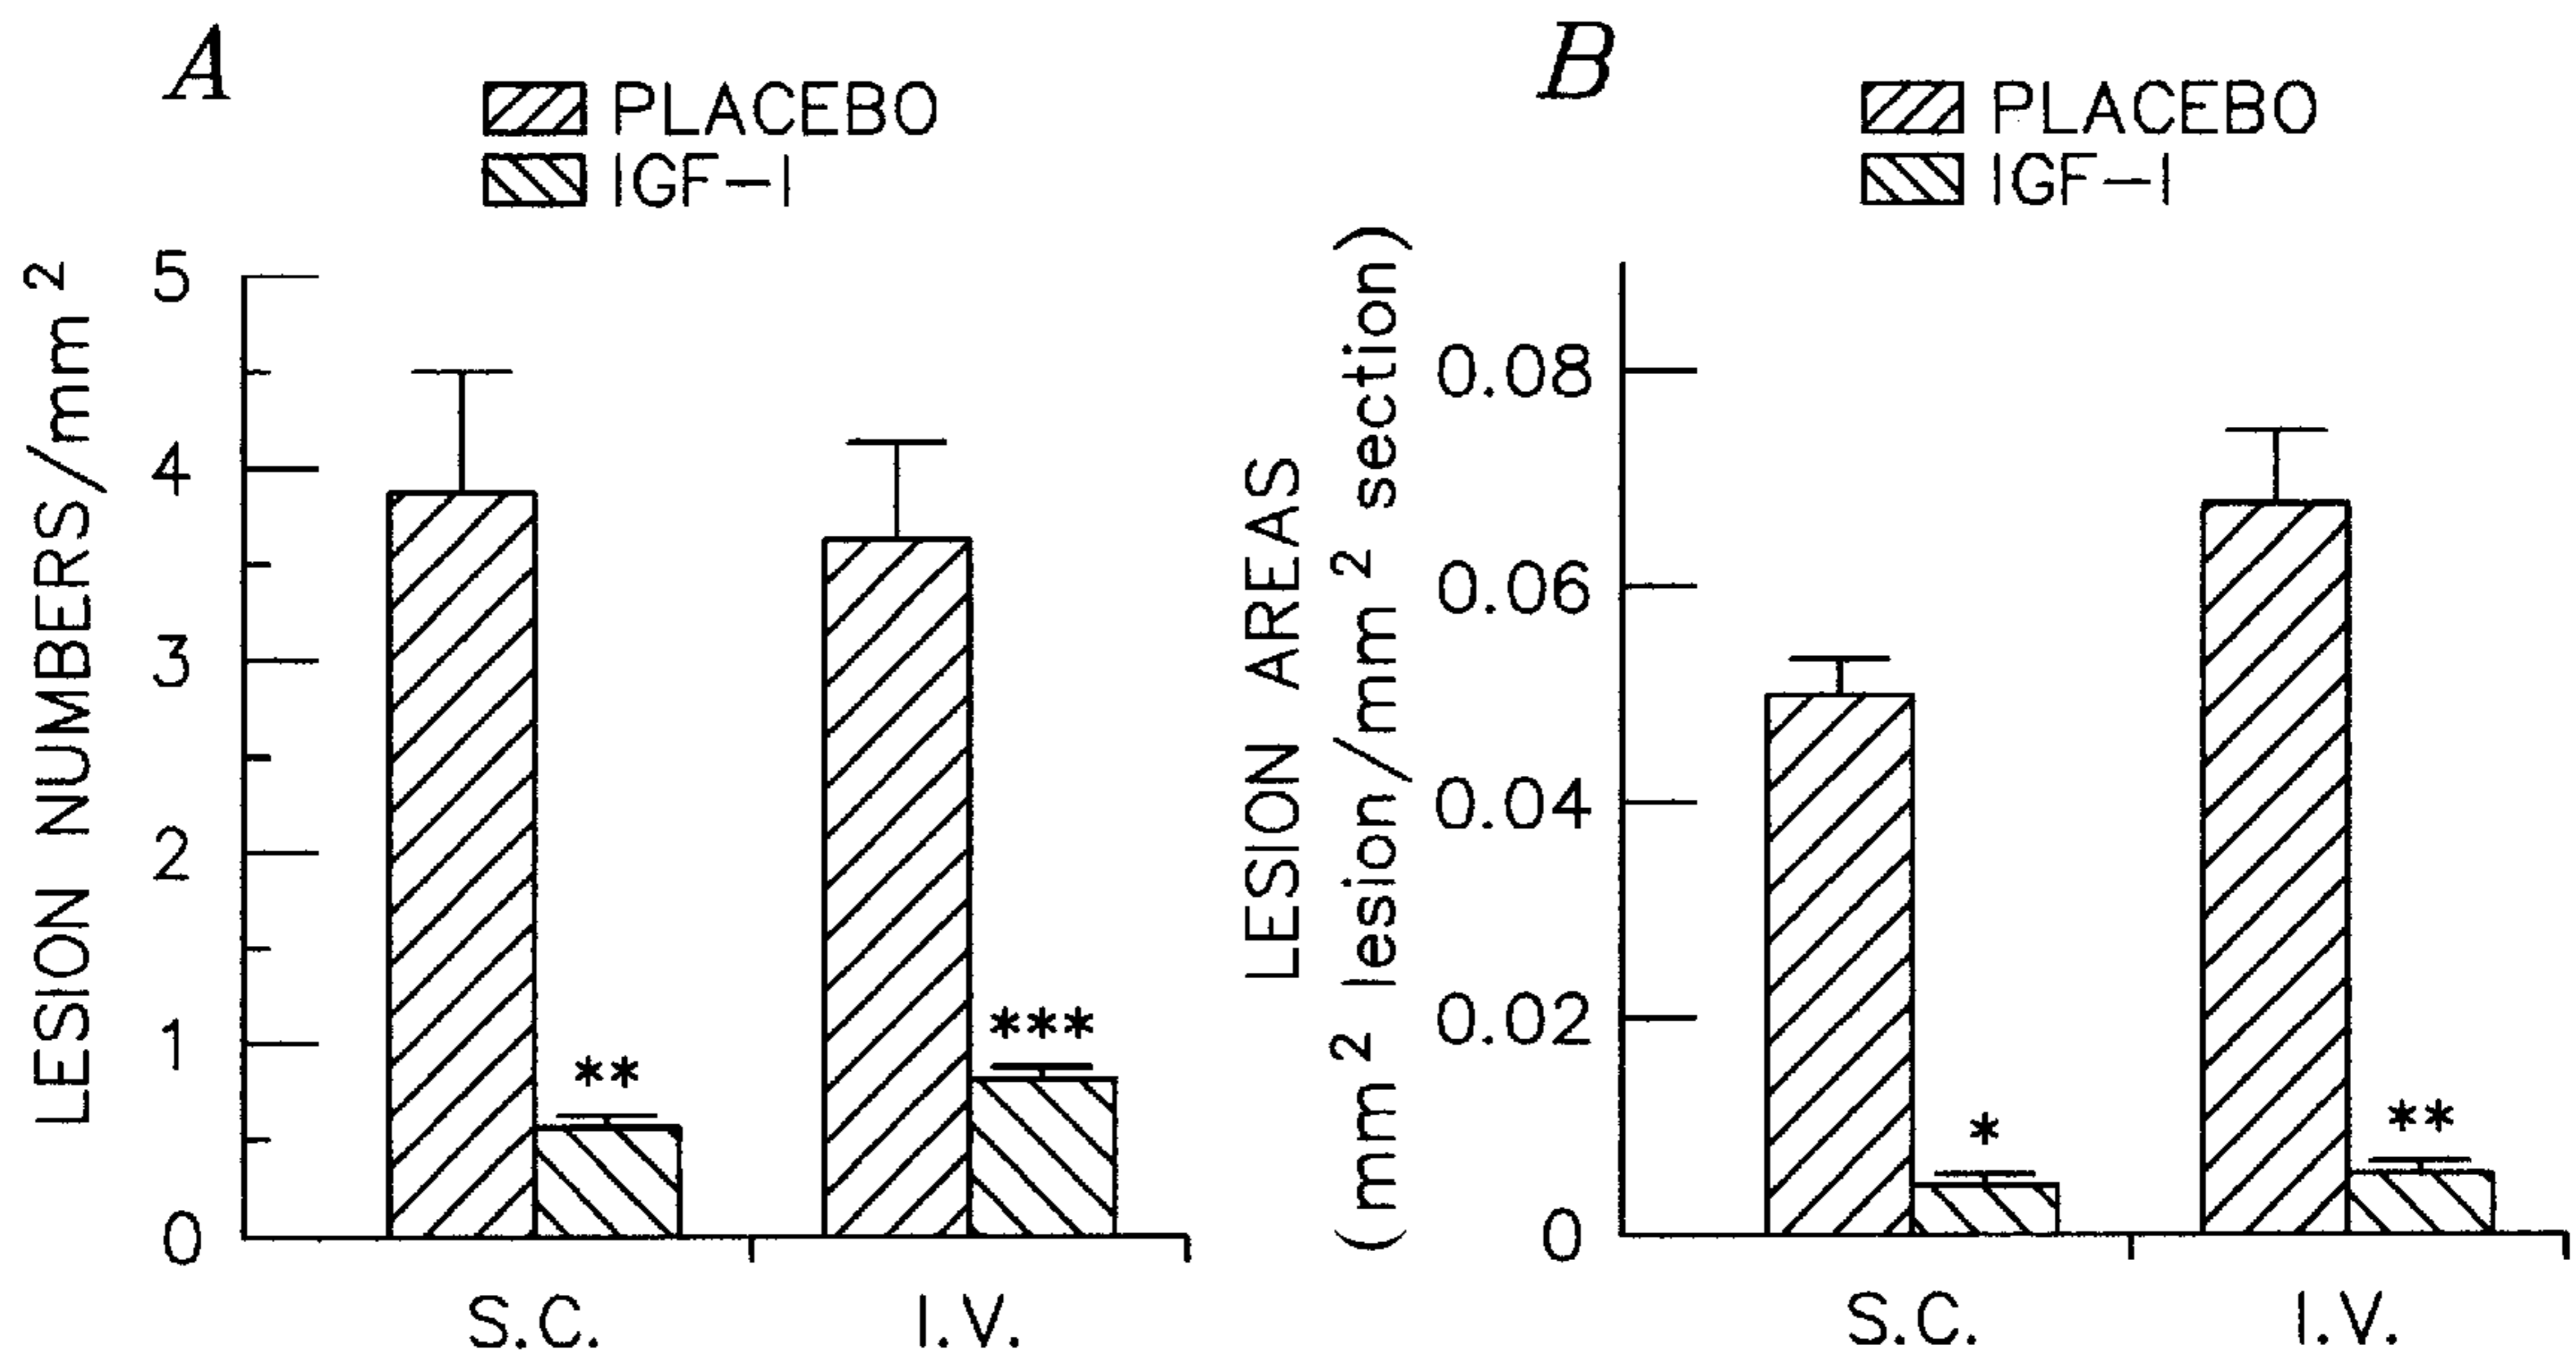 A
PLACEBO
IGF-I
LESION NUMBERS/mm 2
5
4
3
2
1
0
**
***
S.C.
I.V.
B
PLACEBO
IGF-I
LESION AREAS
(mm 2 lesion/mm 2 section)
0.08
0.06
0.04
0.02
0
*
**
S.C.
I.V.